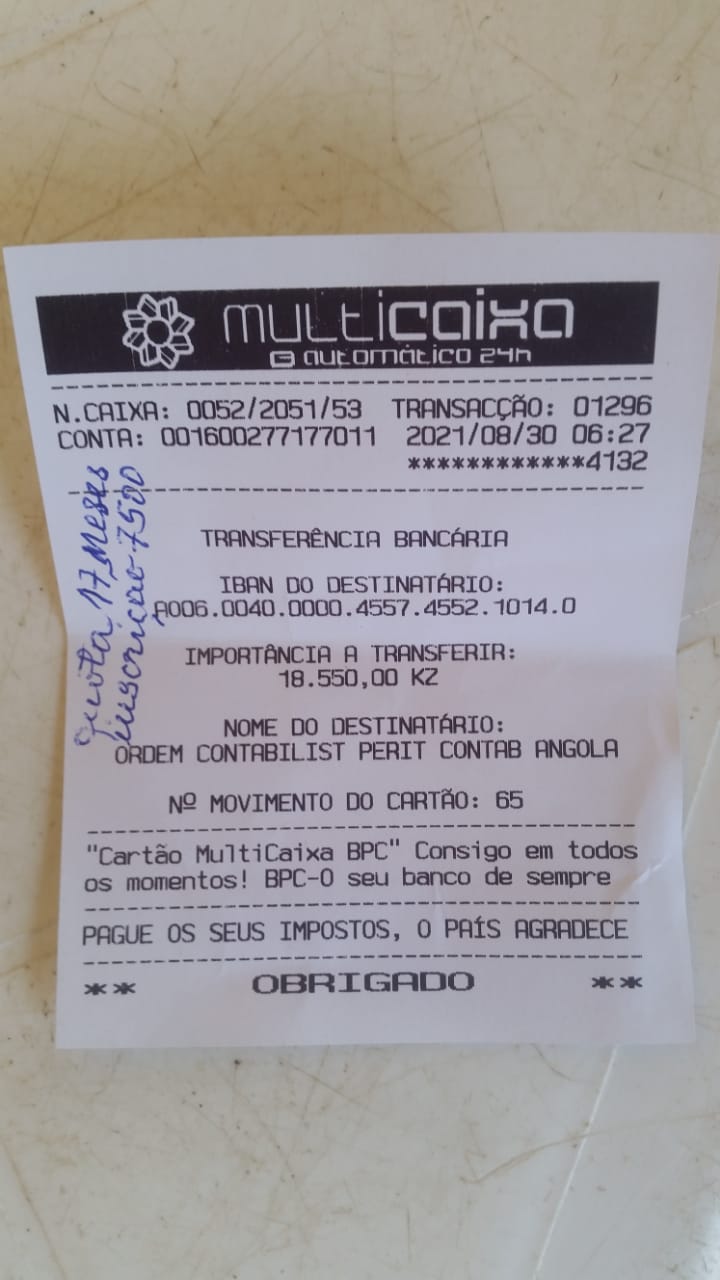 multicaixa
automático 24h
N.CAIXA: 0052/2051/53 TRANSACÇÃO: 01296
CONTA: 001600277177011 2021/08/30 06:27
************4132
TRANSFERÊNCIA BANCÁRIA
IBAN DO DESTINATÁRIO:
AO06.0040.0000.4557.4552.1014.0
IMPORTÂNCIA A TRANSFERIR:
18.550,00 KZ
NOME DO DESTINATÁRIO:
ORDEM CONTABILIST PERIT CONTAB ANGOLA
Nº MOVIMENTO DO CARTÃO: 65
"Cartão MultiCaixa BPC" Consigo em todos
os momentos! BPC-O seu banco de sempre
PAGUE OS SEUS IMPOSTOS, O PAÍS AGRADECE
** OBRIGADO **
quota 17 Meses
inscricao-7500